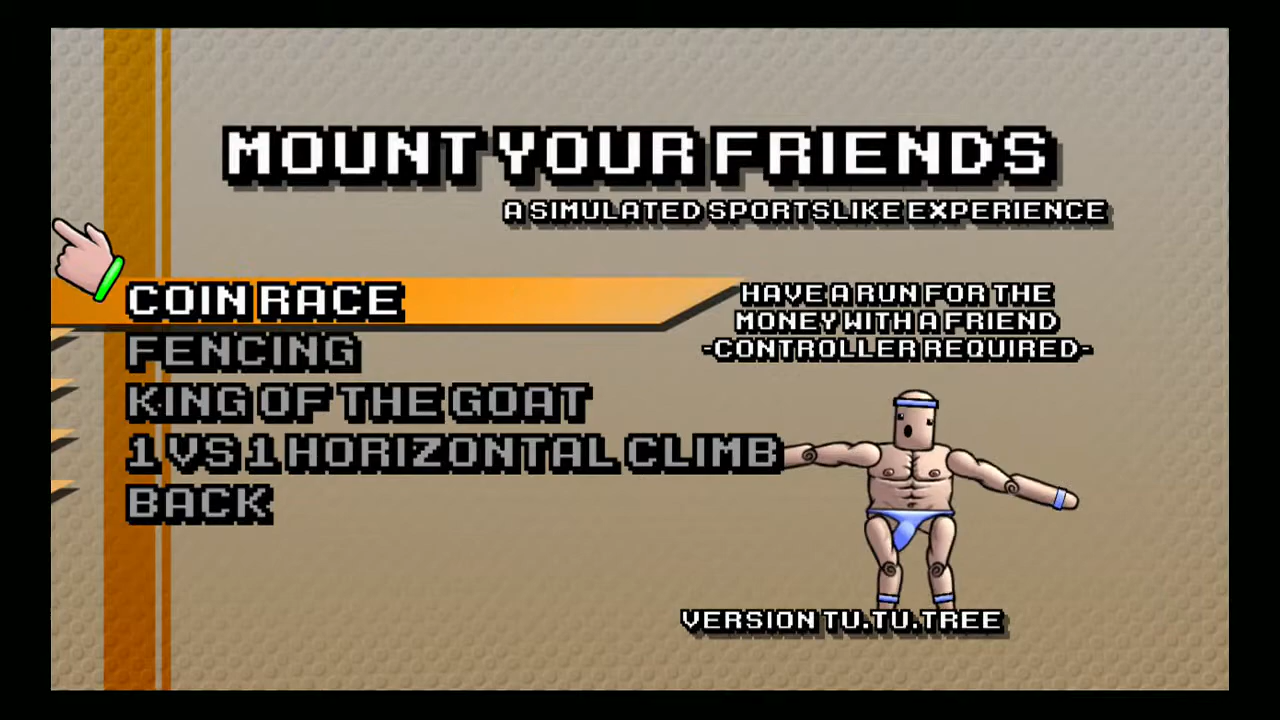 MOUNT YOUR FRIENDS
A SIMULATED SPORTSLIKE EXPERIENCE
COIN RACE
HAVE A RUN FOR THE
MONEY WITH A FRIEND
-CONTROLLER REQUIRED-
FENCING
KING OF THE GOAT
1 VS 1 HORIZONTAL CLIMB
BACK
VERSION TU.TU.TREE